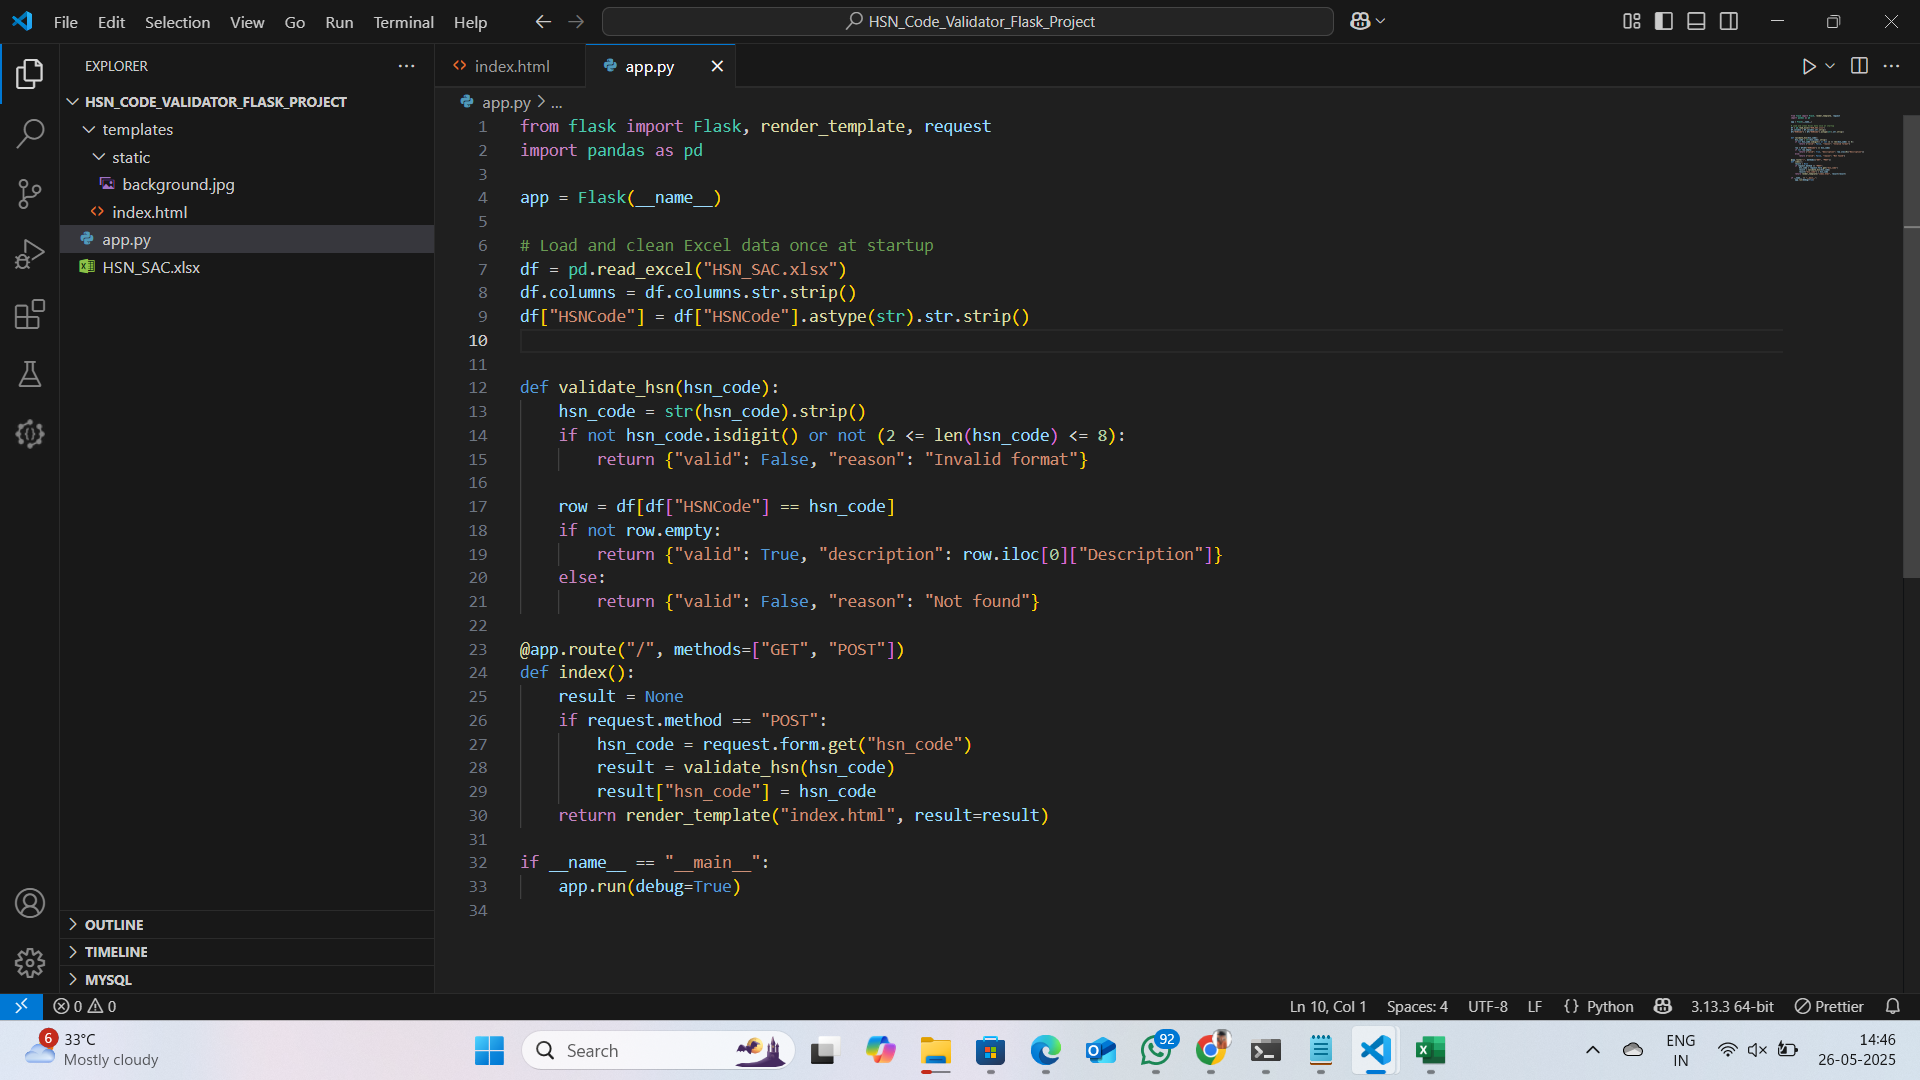 File Edit Selection View Go Run Terminal Help
HSN_Code_Validator_Flask_Project
EXPLORER
HSN_CODE_VALIDATOR_FLASK_PROJECT
templates
static
background.jpg
index.html
app.py
HSN_SAC.xlsx
OUTLINE
TIMELINE
MYSQL
index.html app.py
app.py > ...
1 from flask import Flask, render_template, request
2 import pandas as pd
3
4 app = Flask(__name__)
5
6 # Load and clean Excel data once at startup
7 df = pd.read_excel("HSN_SAC.xlsx")
8 df.columns = df.columns.str.strip()
9 df["HSNCode"] = df["HSNCode"].astype(str).str.strip()
10
11
12 def validate_hsn(hsn_code):
13     hsn_code = str(hsn_code).strip()
14     if not hsn_code.isdigit() or not (2 <= len(hsn_code) <= 8):
15         return {"valid": False, "reason": "Invalid format"}
16
17     row = df[df["HSNCode"] == hsn_code]
18     if not row.empty:
19         return {"valid": True, "description": row.iloc[0]["Description"]}
20     else:
21         return {"valid": False, "reason": "Not found"}
22
23 @app.route("/", methods=["GET", "POST"])
24 def index():
25     result = None
26     if request.method == "POST":
27         hsn_code = request.form.get("hsn_code")
28         result = validate_hsn(hsn_code)
29         result["hsn_code"] = hsn_code
30     return render_template("index.html", result=result)
31
32 if __name__ == "__main__":
33     app.run(debug=True)
34
0 0
Ln 10, Col 1 Spaces: 4 UTF-8 LF {} Python 3.13.3 64-bit Prettier
6
33°C
Mostly cloudy
Search
92
ENG
IN
14:46
26-05-2025